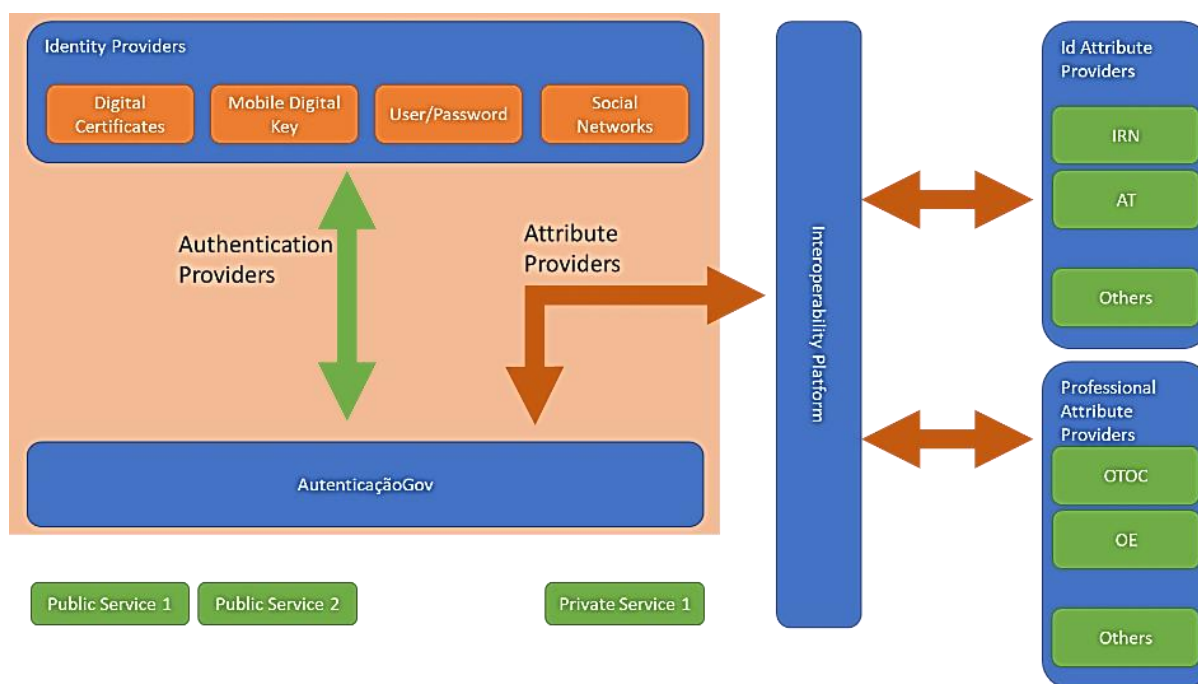 Identity Providers
Digital
Certificates
Mobile Digital
Key
User/Password
Social
Networks
Authentication
Providers
Attribute
Providers
AutenticaçãoGov
Public Service 1
Public Service 2
Private Service 1
Interoperability Platform
Id Attribute
Providers
IRN
AT
Others
Professional
Attribute
Providers
OTOC
OE
Others